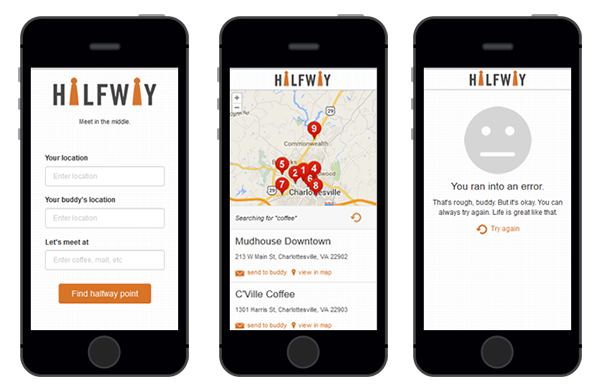 HALFWAY
Meet in the middle.
Your location
Enter location
Your buddy's location
Enter location
Let's meet at
Enter coffee, mall, etc
Find halfway point
HALFWAY
+
−
29
9
Commonwealth
5
4
2
1
6
7
8
29
Charlottesville
Searching for "coffee"
Mudhouse Downtown
213 W Main St, Charlottesville, VA 22902
send to buddy view in map
C'Ville Coffee
1301 Harris St, Charlottesville, VA 22903
send to buddy view in map
HALFWAY
You ran into an error.
That's rough, buddy. But it's okay. You can
always try again. Life is great like that.
Try again